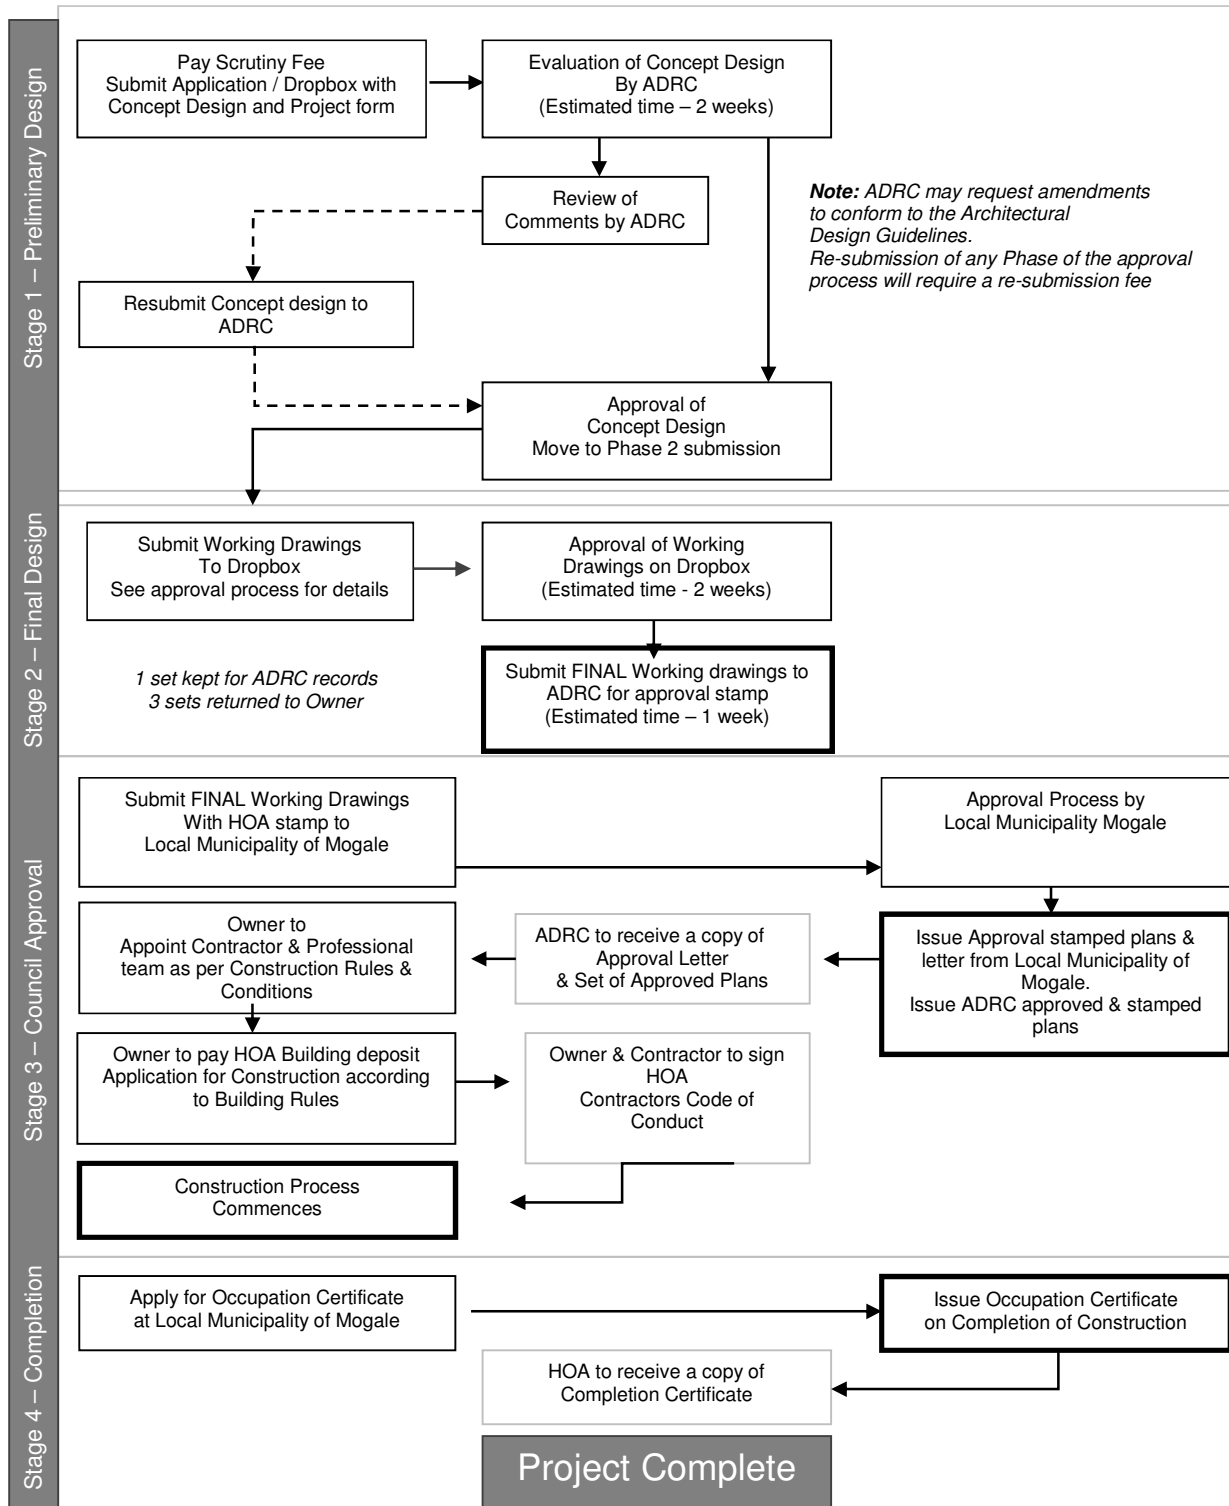 Stage 1 – Preliminary Design
Pay Scrutiny Fee
Submit Application / Dropbox with
Concept Design and Project form
Evaluation of Concept Design
By ADRC
(Estimated time – 2 weeks)
Review of
Comments by ADRC
Note: ADRC may request amendments
to conform to the Architectural
Design Guidelines.
Re-submission of any Phase of the approval
process will require a re-submission fee
Resubmit Concept design to
ADRC
Approval of
Concept Design
Move to Phase 2 submission
Stage 2 – Final Design
Submit Working Drawings
To Dropbox
See approval process for details
Approval of Working
Drawings on Dropbox
(Estimated time - 2 weeks)
1 set kept for ADRC records
3 sets returned to Owner
Submit FINAL Working drawings to
ADRC for approval stamp
(Estimated time – 1 week)
Stage 3 – Council Approval
Submit FINAL Working Drawings
With HOA stamp to
Local Municipality of Mogale
Approval Process by
Local Municipality Mogale
Owner to
Appoint Contractor & Professional
team as per Construction Rules &
Conditions
ADRC to receive a copy of
Approval Letter
& Set of Approved Plans
Issue Approval stamped plans &
letter from Local Municipality of
Mogale.
Issue ADRC approved & stamped
plans
Owner to pay HOA Building deposit
Application for Construction according
to Building Rules
Owner & Contractor to sign
HOA
Contractors Code of
Conduct
Construction Process
Commences
Stage 4 – Completion
Apply for Occupation Certificate
at Local Municipality of Mogale
Issue Occupation Certificate
on Completion of Construction
HOA to receive a copy of
Completion Certificate
Project Complete